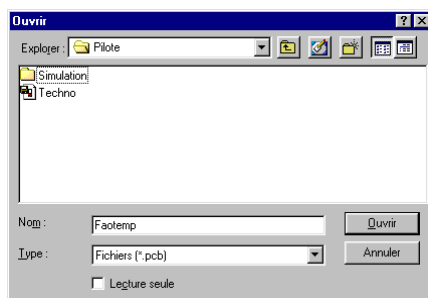 Ouvrir
Explorer : Pilote
Simulation
Techno
Nom : Faotemp Ouvrir
Type : Fichiers (*.pcb) Annuler
Lecture seule